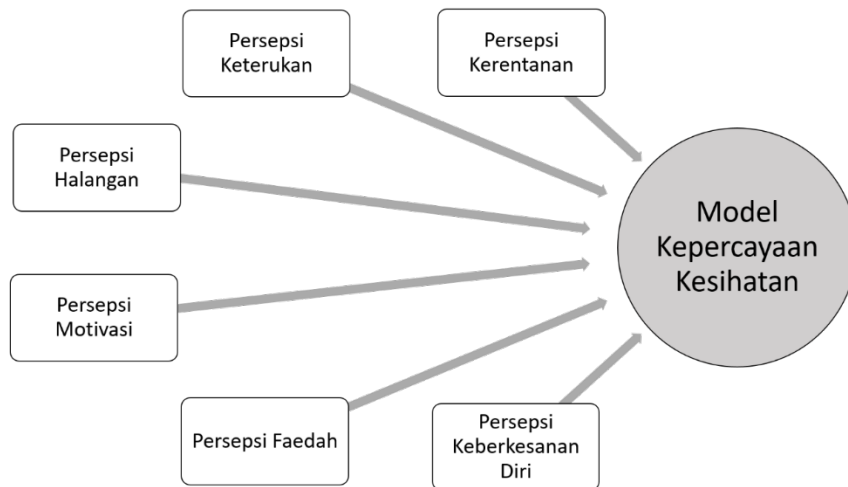 Persepsi
Keterukan
Persepsi
Kerentanan
Persepsi
Halangan
Model
Kepercayaan
Kesihatan
Persepsi
Motivasi
Persepsi Faedah
Persepsi
Keberkesanan
Diri